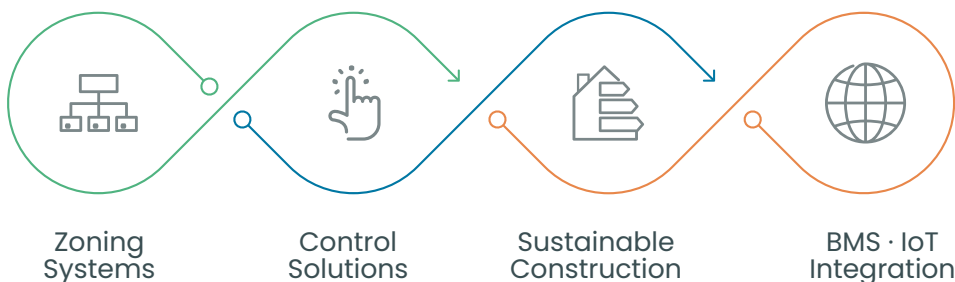 Zoning
Systems
Control
Solutions
Sustainable
Construction
BMS · IoT
Integration